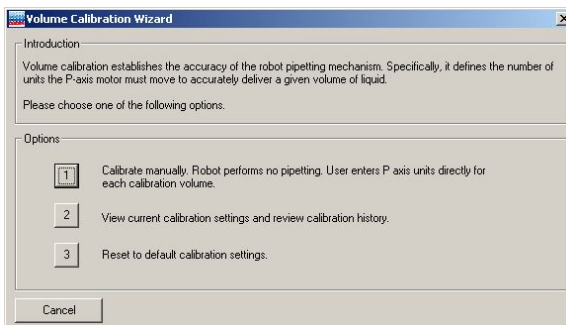 Volume Calibration Wizard
Introduction
Volume calibration establishes the accuracy of the robot pipetting mechanism. Specifically, it defines the number of
units the P-axis motor must move to accurately deliver a given volume of liquid.
Please choose one of the following options.
Options
1
Calibrate manually. Robot performs no pipetting. User enters P axis units directly for
each calibration volume.
2
View current calibration settings and review calibration history.
3
Reset to default calibration settings.
Cancel